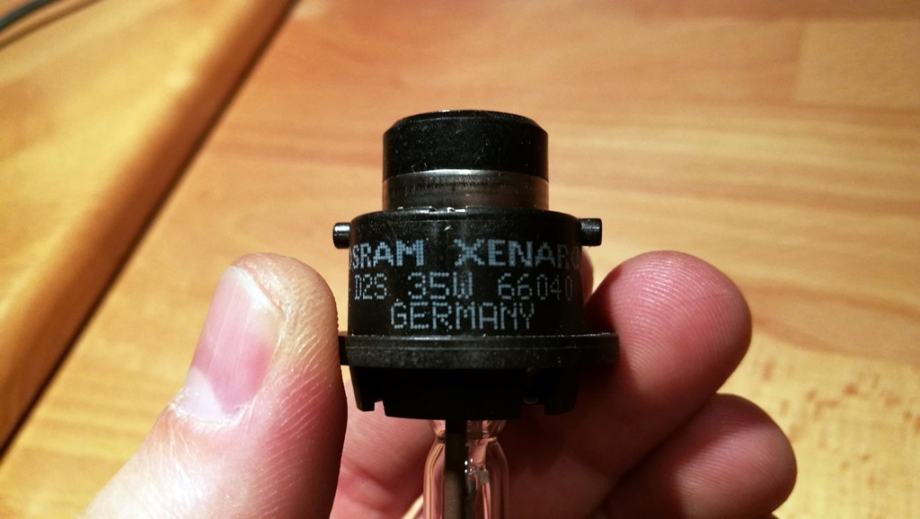 SRAM XENARC
D2S 35W 66040
GERMANY